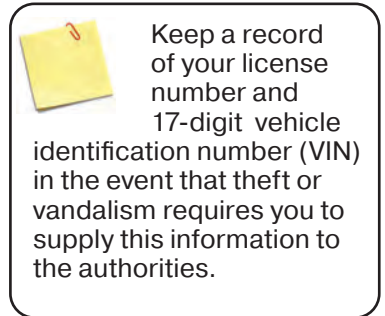 Keep a record
of your license
number and
17-digit vehicle
identification number (VIN)
in the event that theft or
vandalism requires you to
supply this information to
the authorities.